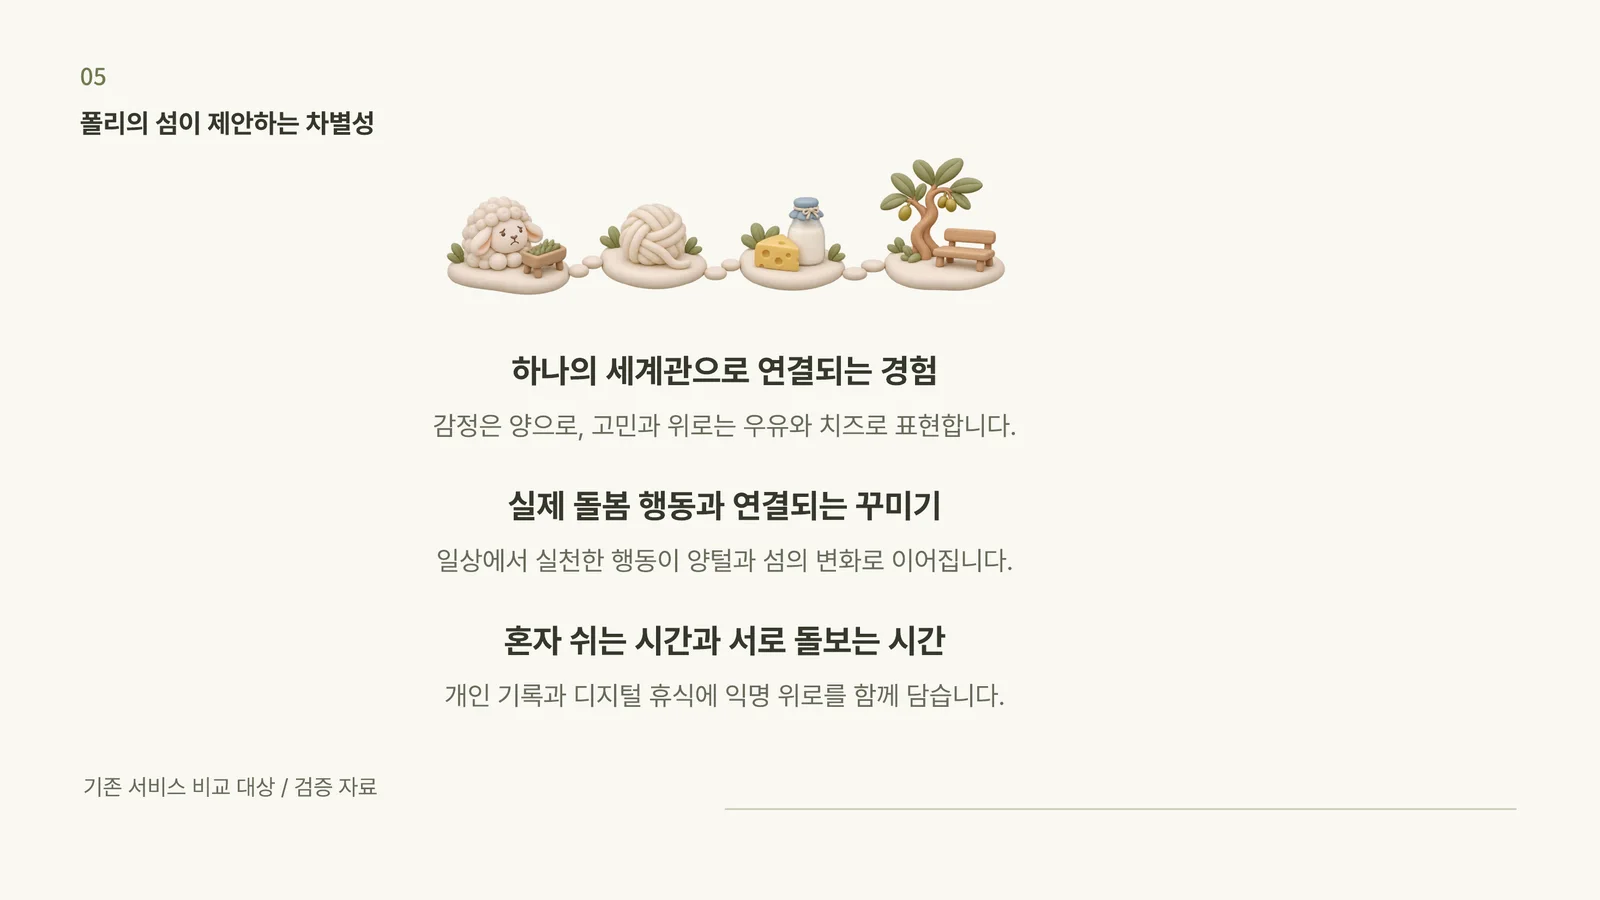 05
폴리의 섬이 제안하는 차별성
하나의 세계관으로 연결되는 경험
감정은 양으로, 고민과 위로는 우유와 치즈로 표현합니다.
실제 돌봄 행동과 연결되는 꾸미기
일상에서 실천한 행동이 양털과 섬의 변화로 이어집니다.
혼자 쉬는 시간과 서로 돌보는 시간
개인 기록과 디지털 휴식에 익명 위로를 함께 담습니다.
기존 서비스 비교 대상 / 검증 자료